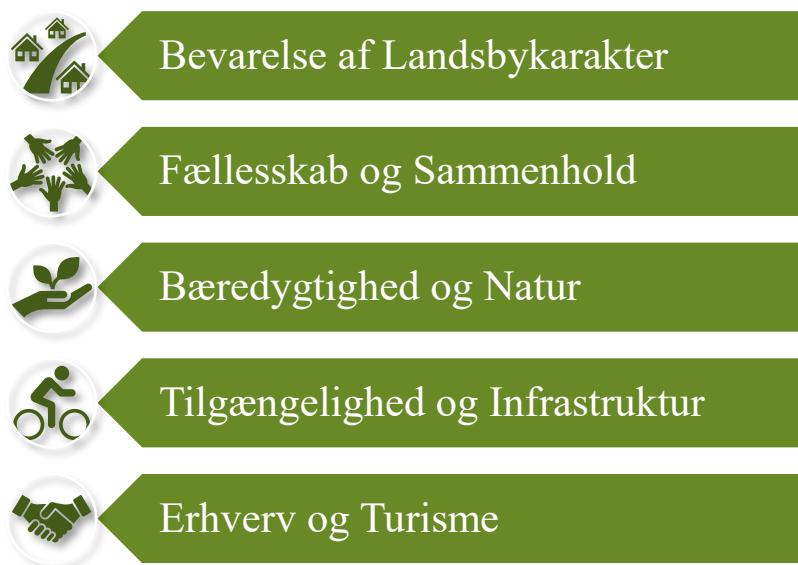 Bevarelse af Landsbykarakter
Fællesskab og Sammenhold
Bæredygtighed og Natur
Tilgængelighed og Infrastruktur
Erhverv og Turisme